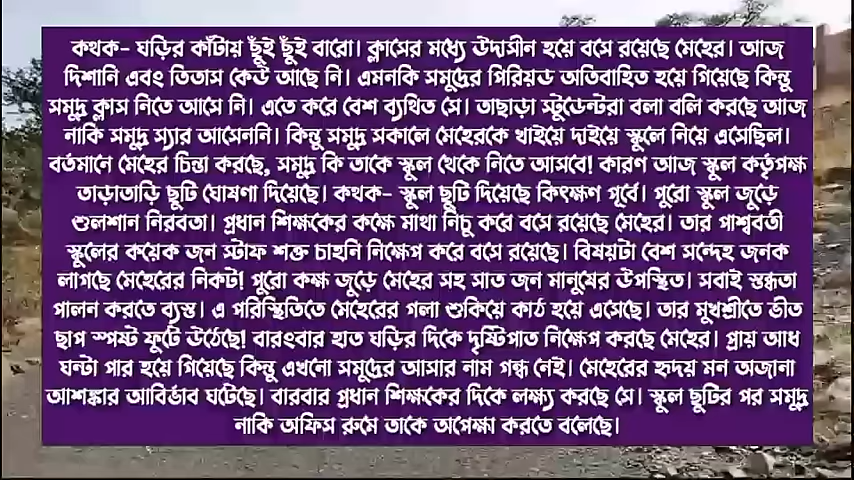 কথক- ঘড়ির কাঁটায় ছুঁই ছুঁই বারো। ক্লাসের মধ্যে উদাসীন হয়ে বসে রয়েছে মেহের। আজ
দিশানি এবং তিতাস কেউ আছে নি। এমনকি সমুদ্রের পিরিয়ড অতিবাহিত হয়ে গিয়েছে কিন্তু
সমুদ্র ক্লাস নিতে আসে নি। এতে করে বেশ ব্যথিত সে। তাছাড়া স্টুডেন্টরা বলা বলি করছে আজ
নাকি সমুদ্র স্যার আসেননি। কিন্তু সমুদ্র সকালে মেহেরকে খাইয়ে দাইয়ে স্কুলে নিয়ে এসেছিল।
বর্তমানে মেহের চিন্তা করছে, সমুদ্র কি তাকে স্কুল থেকে নিতে আসবে! কারণ আজ স্কুল কর্তৃপক্ষ
তাড়াতাড়ি ছুটি ঘোষণা দিয়েছে। কথক- স্কুল ছুটি দিয়েছে কিৎক্ষণ পূর্বে। পুরো স্কুল জুড়ে
শুলশান নিরবতা। প্রধান শিক্ষকের কক্ষে মাথা নিচু করে বসে রয়েছে মেহের। তার পাশ্ববর্তী
স্কুলের কয়েক জন স্টাফ শক্ত চাহনি নিক্ষেপ করে বসে রয়েছে। বিষয়টা বেশ সন্দেহ জনক
লাগছে মেহেরের নিকট! পুরো কক্ষ জুড়ে মেহের সহ সাত জন মানুষের উপস্থিত। সবাই স্তব্ধতা
পালন করতে ব্যস্ত। এ পরিস্থিতিতে মেহেরের গলা শুকিয়ে কাঠ হয়ে এসেছে। তার মুখশ্রীতে ভীত
ছাপ স্পষ্ট ফুটে উঠেছে! বারংবার হাত ঘড়ির দিকে দৃষ্টিপাত নিক্ষেপ করছে মেহের। প্রায় আধ
ঘন্টা পার হয়ে গিয়েছে কিন্তু এখনো সমুদ্রের আসার নাম গন্ধ নেই। মেহেরের হৃদয় মন অজানা
আশঙ্কার আবির্ভাব ঘটেছে। বারবার প্রধান শিক্ষকের দিকে লক্ষ্য করছে সে। স্কুল ছুটির পর সমুদ্র
নাকি অফিস রুমে তাকে অপেক্ষা করতে বলেছে।